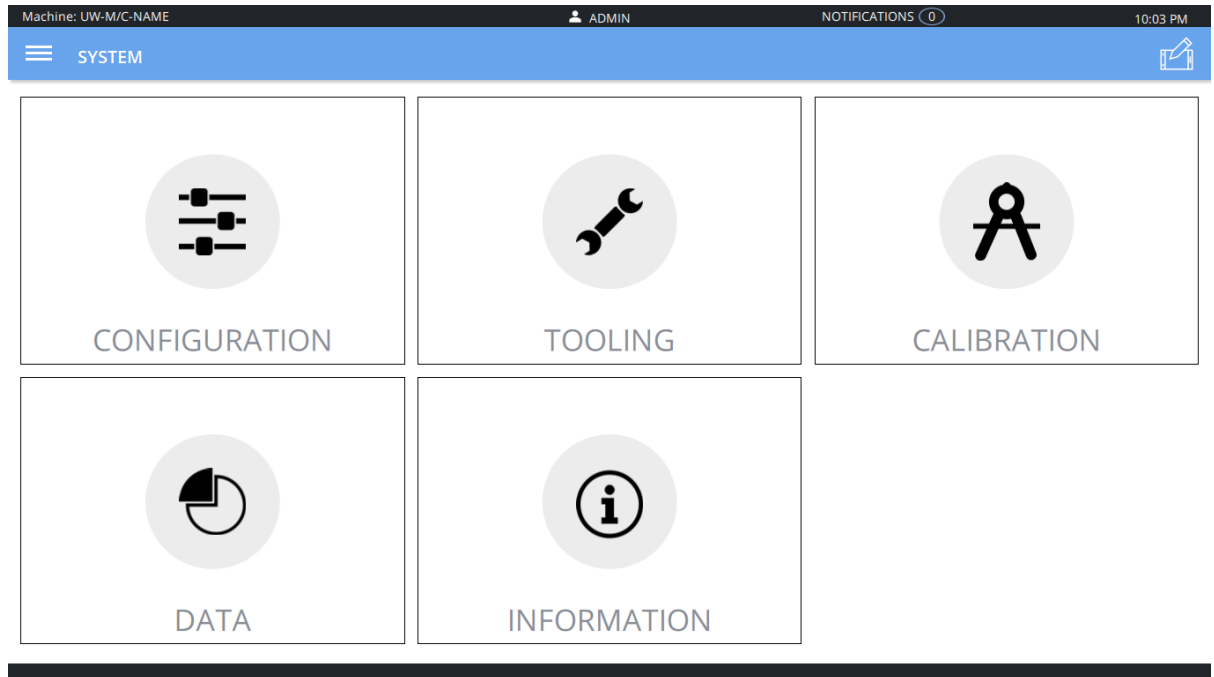 Machine: UW-M/C-NAME ADMIN NOTIFICATIONS 0 10:03 PM
SYSTEM
CONFIGURATION TOOLING CALIBRATION
DATA INFORMATION